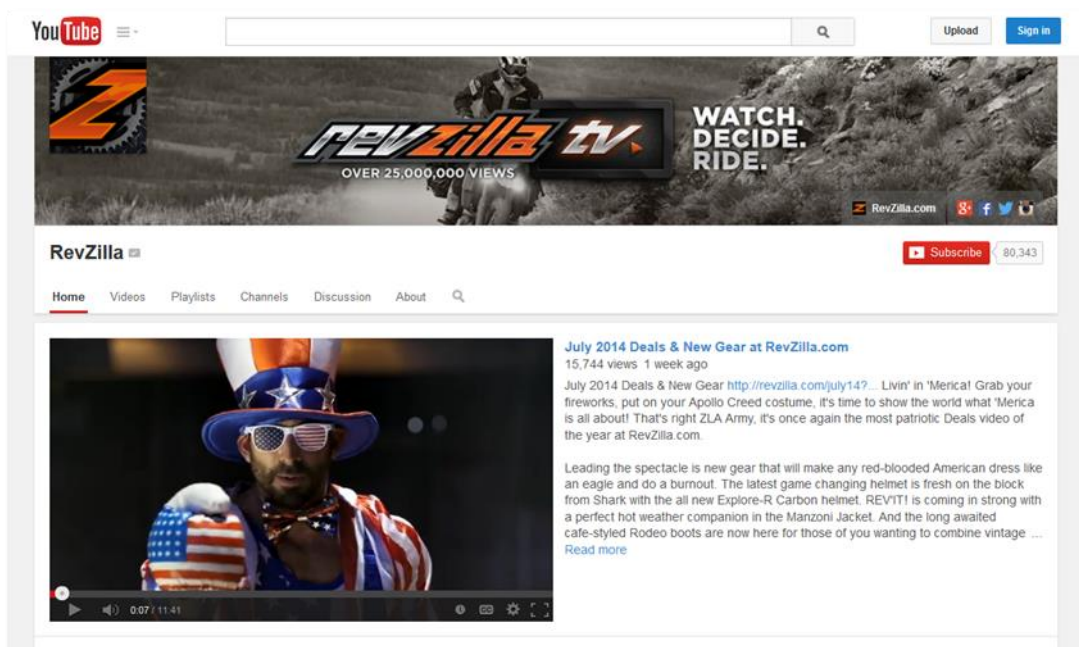 You Tube
Upload
Sign in
Z
revzilla tv
OVER 25,000,000 VIEWS
WATCH.
DECIDE.
RIDE.
Z RevZilla.com
RevZilla
Subscribe
80,343
Home Videos Playlists Channels Discussion About
July 2014 Deals & New Gear at RevZilla.com
15,744 views 1 week ago
July 2014 Deals & New Gear http://revzilla.com/july14?... Livin' in 'Merica! Grab your
fireworks, put on your Apollo Creed costume, it's time to show the world what 'Merica
is all about! That's right ZLA Army, it's once again the most patriotic Deals video of
the year at RevZilla.com.
Leading the spectacle is new gear that will make any red-blooded American dress like
an eagle and do a burnout. The latest game changing helmet is fresh on the block
from Shark with the all new Explore-R Carbon helmet. REV'IT! is coming in strong with
a perfect hot weather companion in the Manzoni Jacket. And the long awaited
cafe-styled Rodeo boots are now here for those of you wanting to combine vintage ...
Read more
0:07 / 11:41
CC